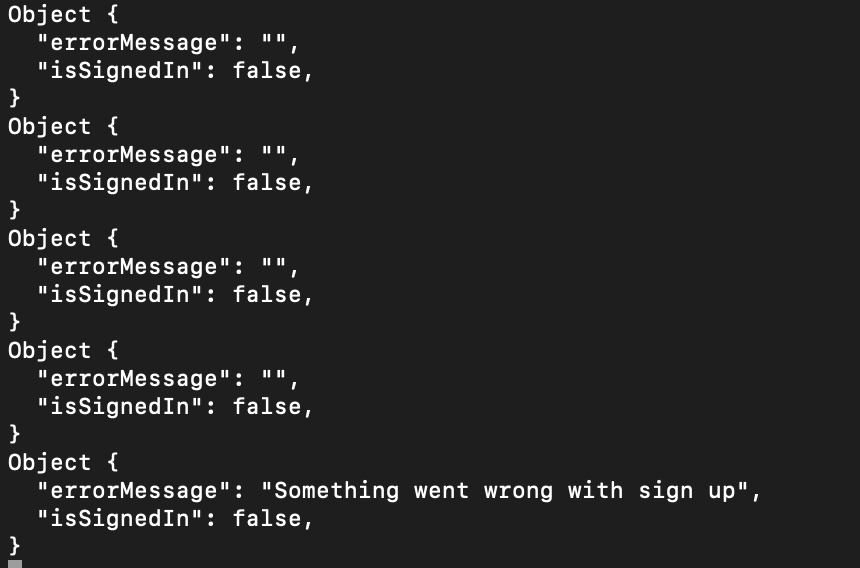 Object {
  "errorMessage": "",
  "isSignedIn": false,
}
Object {
  "errorMessage": "",
  "isSignedIn": false,
}
Object {
  "errorMessage": "",
  "isSignedIn": false,
}
Object {
  "errorMessage": "",
  "isSignedIn": false,
}
Object {
  "errorMessage": "Something went wrong with sign up",
  "isSignedIn": false,
}